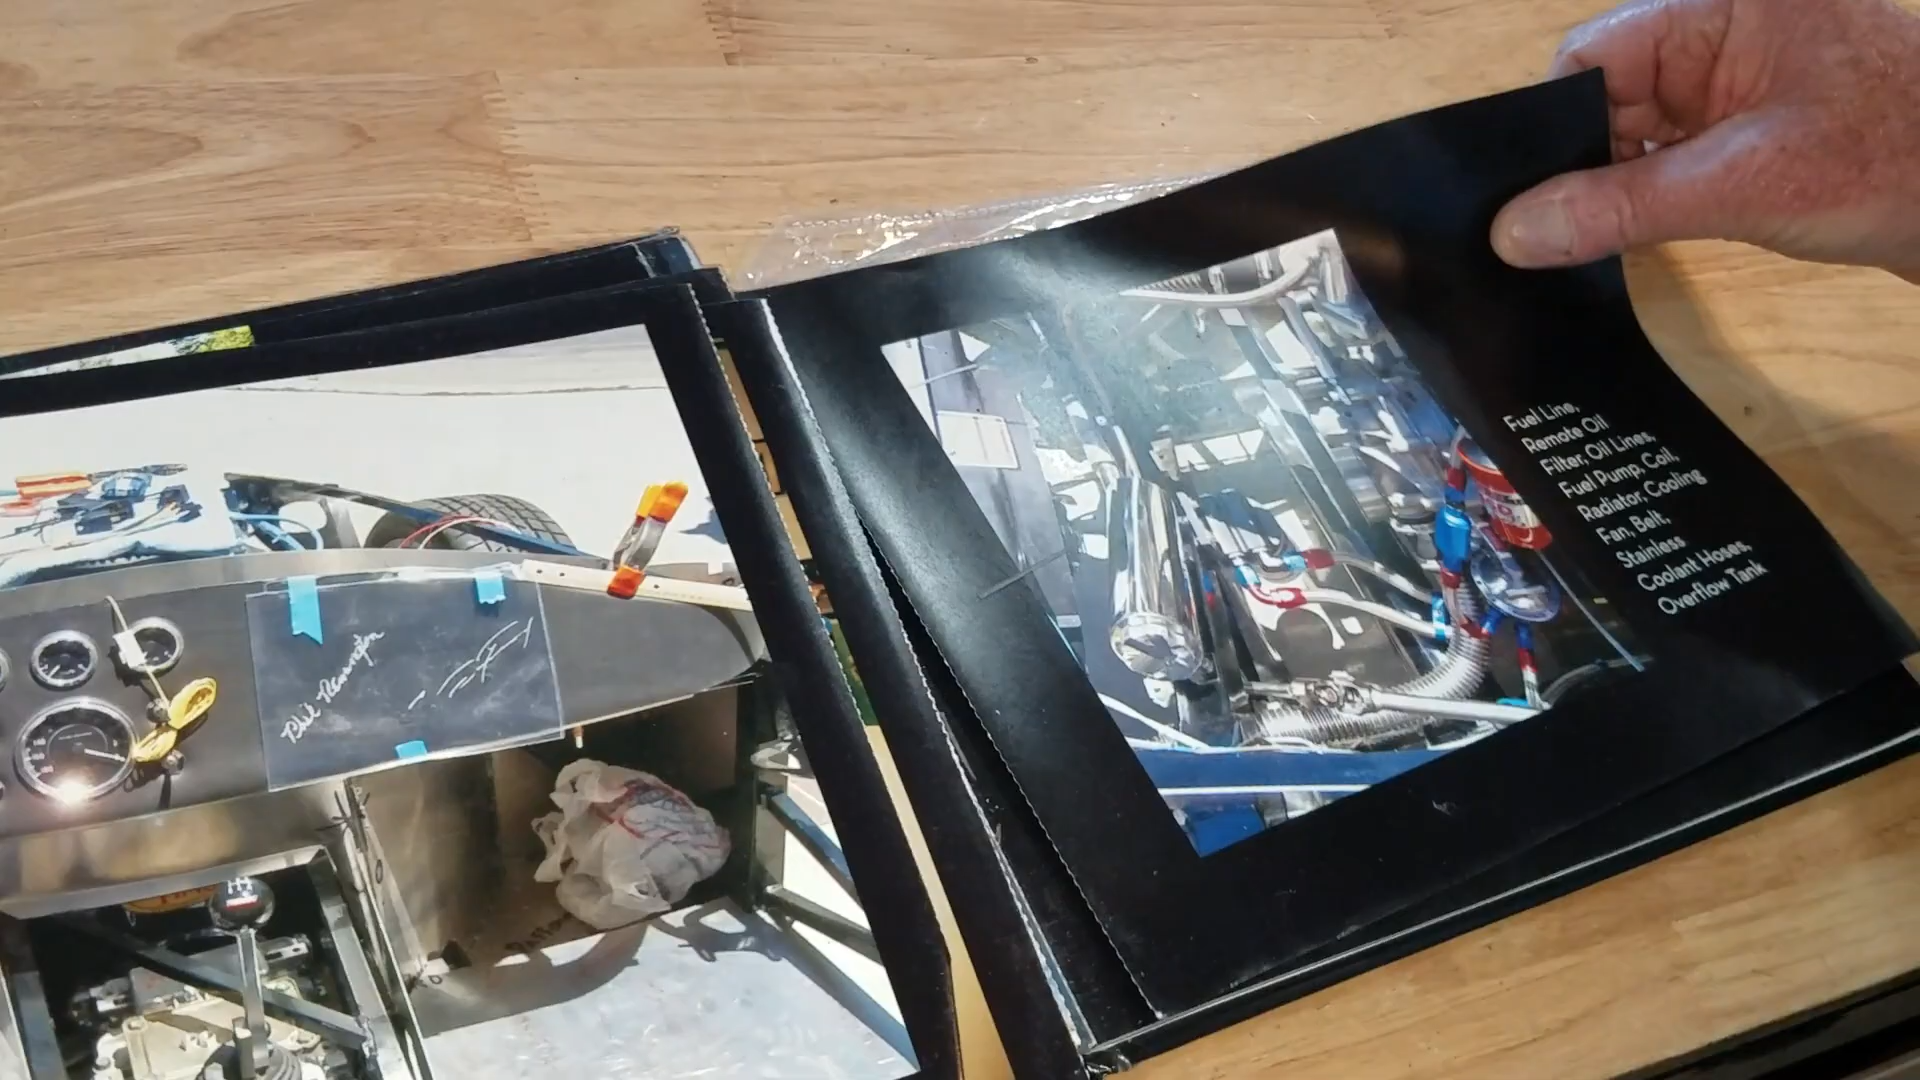 Phil Remington
Fuel Line,
Remote Oil
Filter, Oil Lines,
Fuel Pump, Coil,
Radiator, Cooling
Fan, Belt,
Stainless
Coolant Hoses,
Overflow Tank